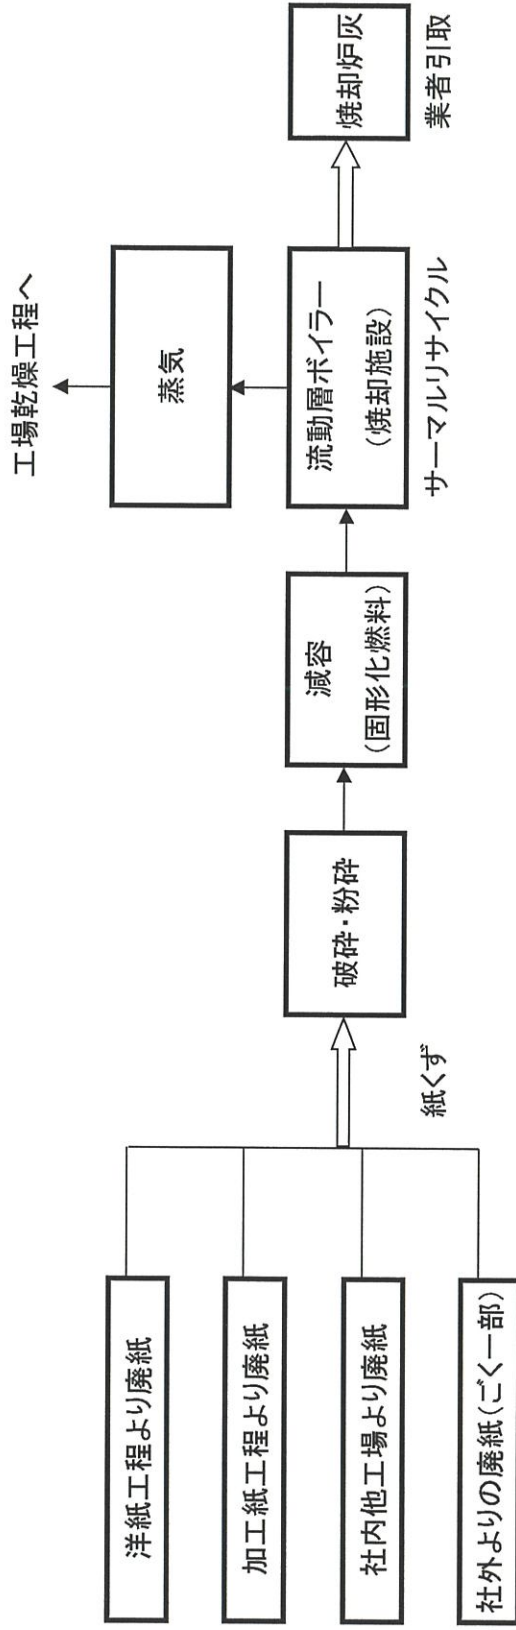 洋紙工程より廃紙
加工紙工程より廃紙
社内他工場より廃紙
社外よりの廃紙(ごく一部)
紙くず
破砕・粉砕
減容
(固形化燃料)
流動層ボイラー
(焼却施設)
サーマルリサイクル
蒸気
工場乾燥工程へ
焼却炉灰
業者引取